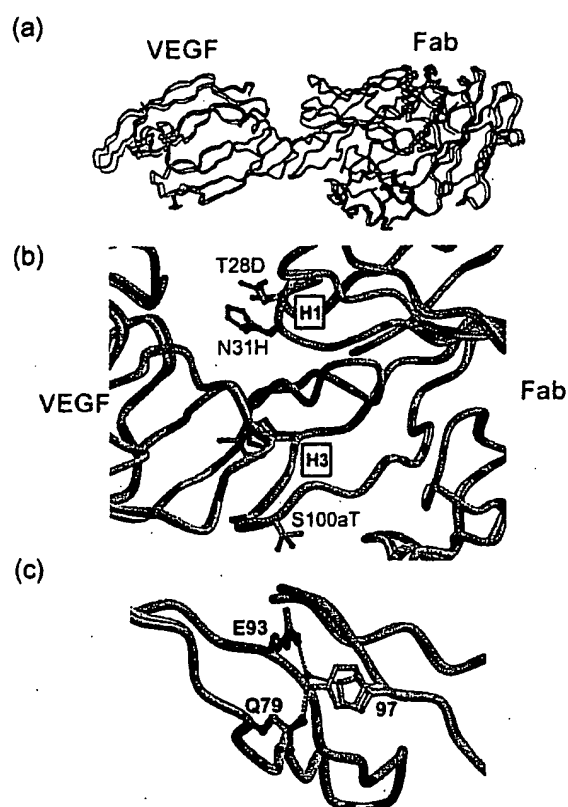 (a)
VEGF
Fab
(b)
T28D
H1
N31H
VEGF
Fab
H3
S100aT
(c)
E93
Q79
97